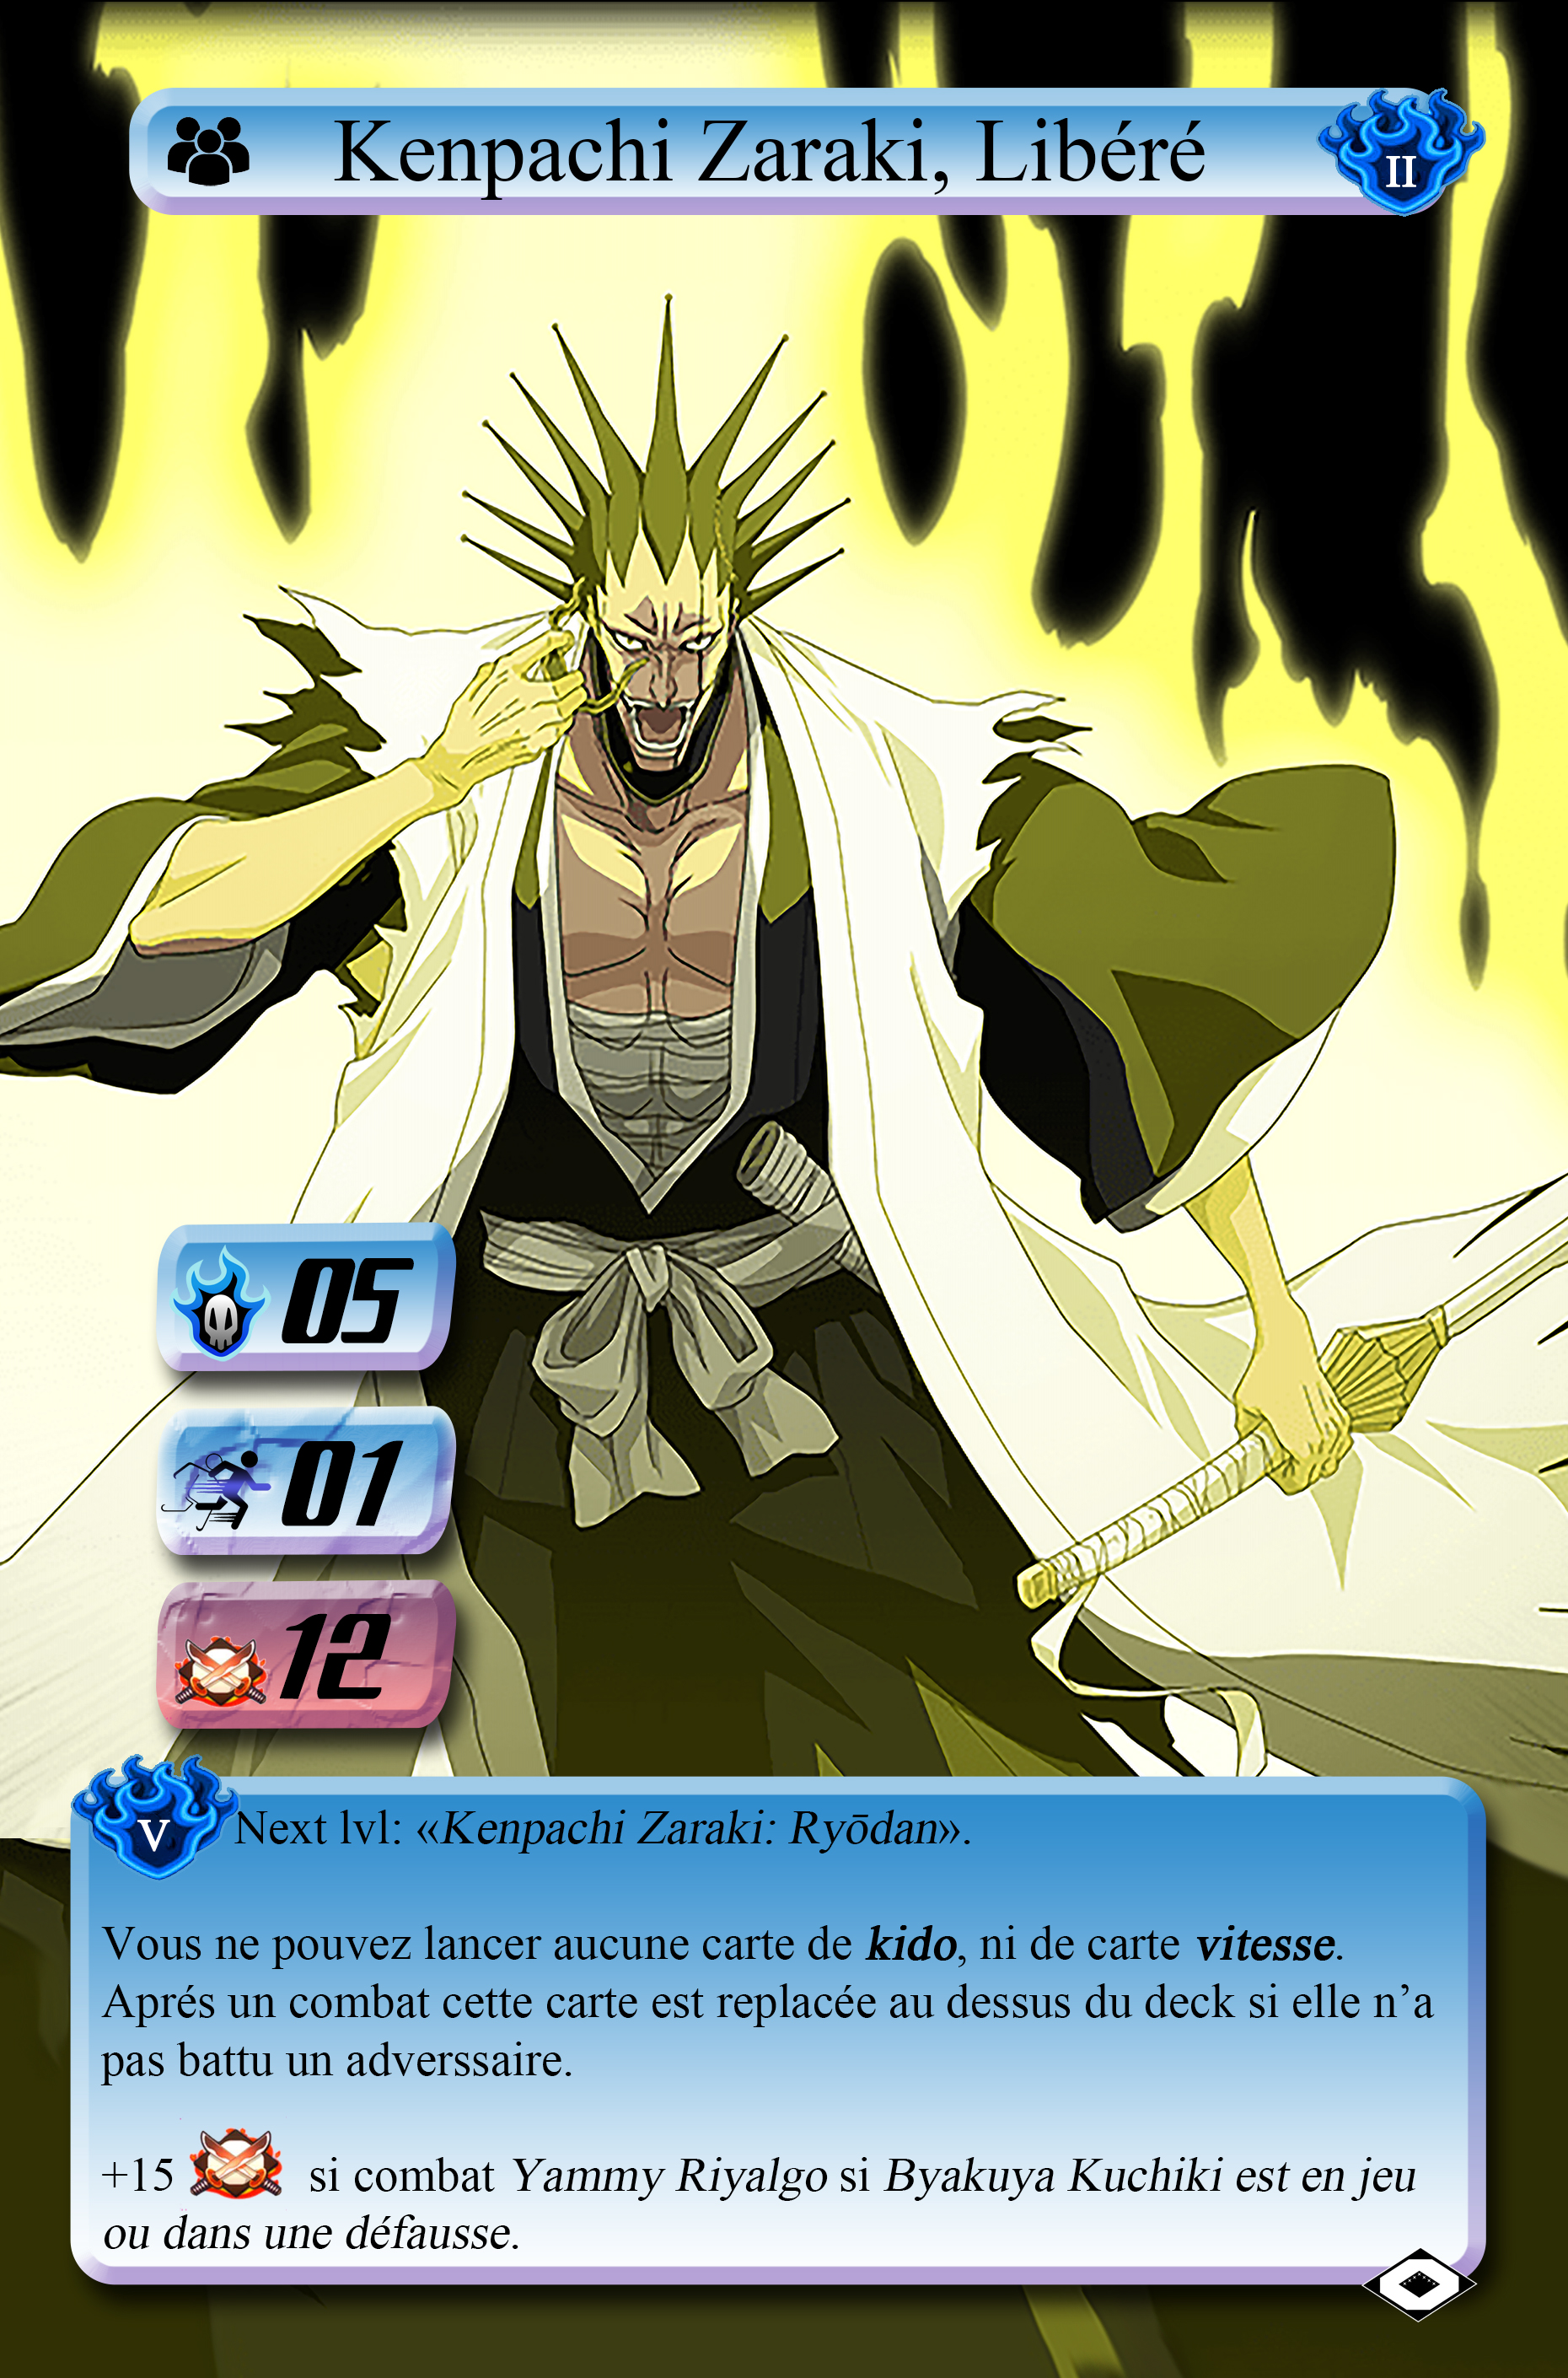 Kenpachi Zaraki, Libéré
II
05
01
12
V
Next lvl: «Kenpachi Zaraki: Ryōdan».
Vous ne pouvez lancer aucune carte de kido, ni de carte vitesse.
Aprés un combat cette carte est replacée au dessus du deck si elle n’a
pas battu un adverssaire.
+15 si combat Yammy Riyalgo si Byakuya Kuchiki est en jeu
ou dans une défausse.